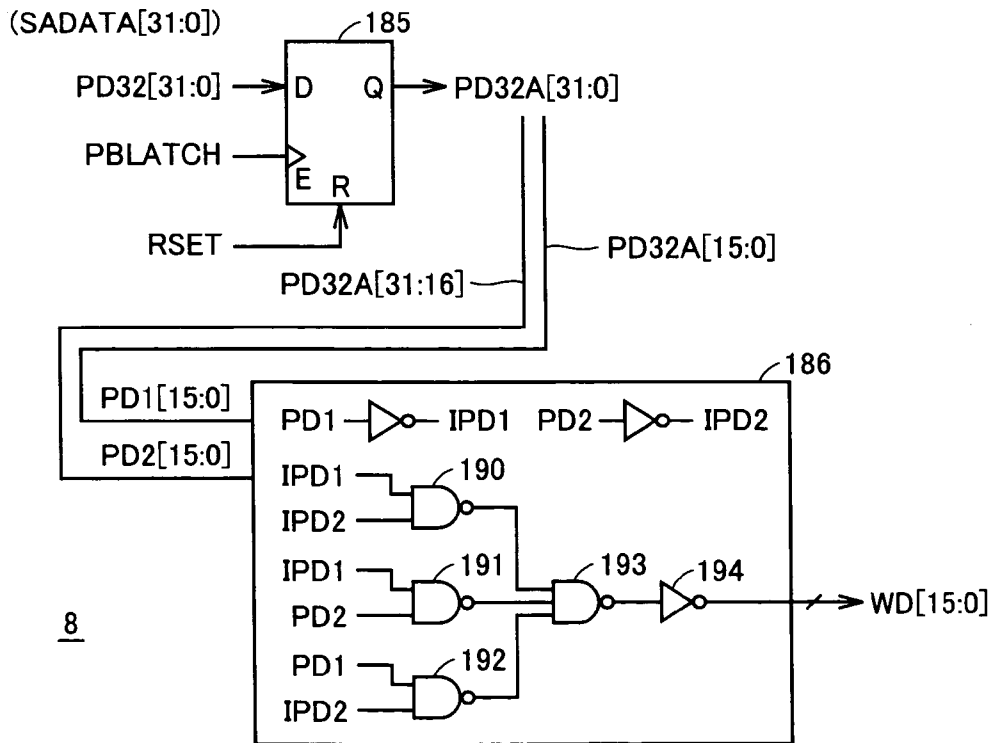 (SADATA[31:0])
185
PD32[31:0]
D
Q
PD32A[31:0]
PBLATCH
E
R
RSET
PD32A[15:0]
PD32A[31:16]
186
PD1[15:0]
PD1
IPD1
PD2
IPD2
PD2[15:0]
IPD1
190
IPD2
IPD1
191
193
194
PD2
WD[15:0]
8
PD1
192
IPD2